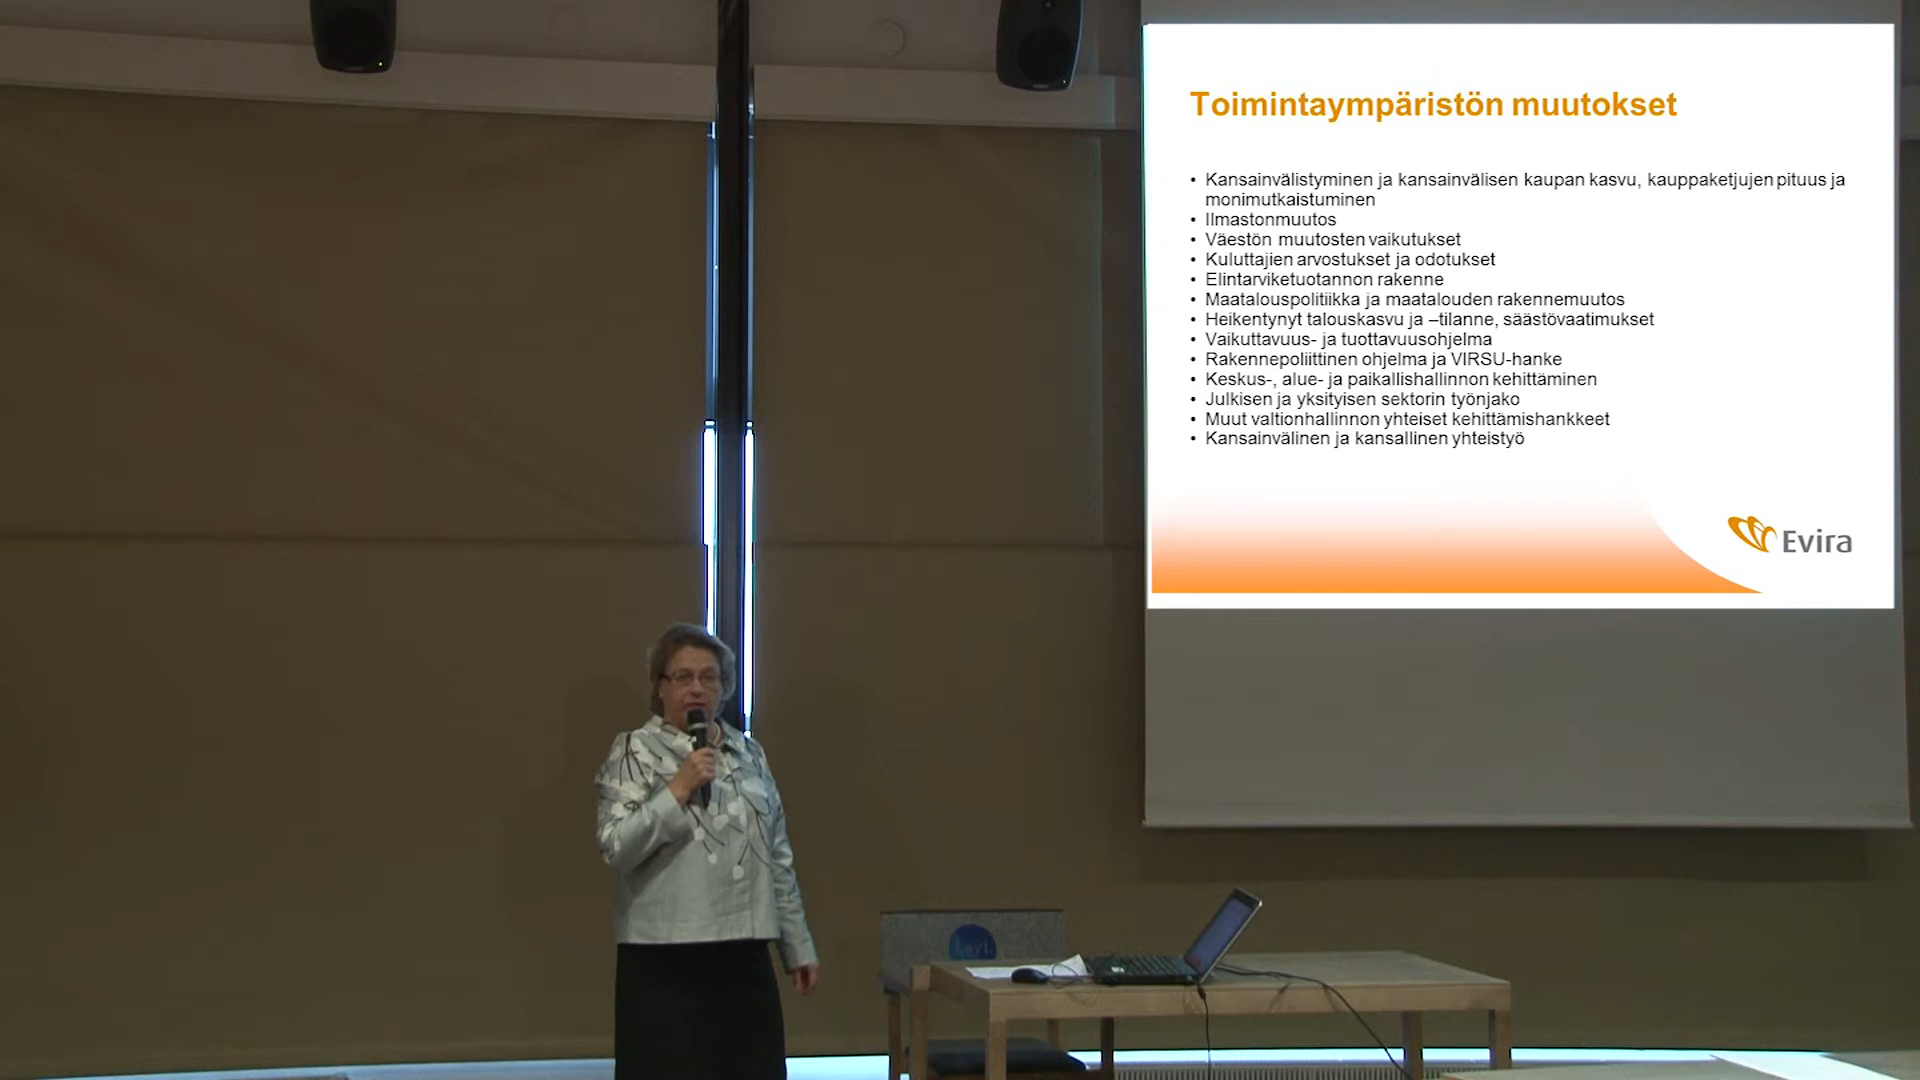 Toimintaympäristön muutokset
• Kansainvälistyminen ja kansainvälisen kaupan kasvu, kauppaketjujen pituus ja
monimutkaistuminen
• Ilmastonmuutos
• Väestön muutosten vaikutukset
• Kuluttajien arvostukset ja odotukset
• Elintarviketuotannon rakenne
• Maatalouspolitiikka ja maatalouden rakennemuutos
• Heikentynyt talouskasvu ja –tilanne, säästövaatimukset
• Vaikuttavuus- ja tuottavuusohjelma
• Rakennepoliittinen ohjelma ja VIRSU-hanke
• Keskus-, alue- ja paikallishallinnon kehittäminen
• Julkisen ja yksityisen sektorin työnjako
• Muut valtionhallinnon yhteiset kehittämishankkeet
• Kansainvälinen ja kansallinen yhteistyö
Evira